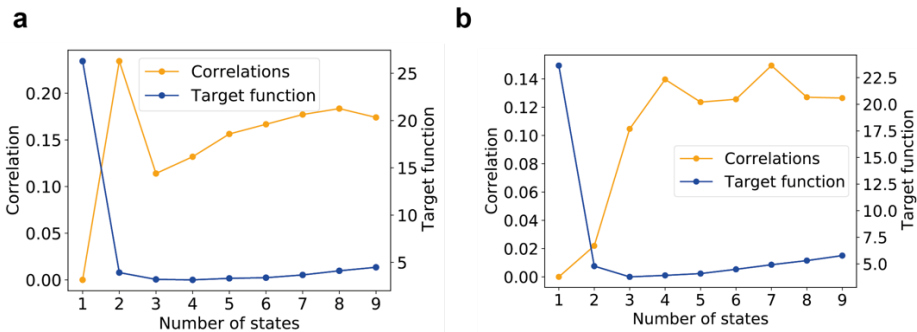 a
b
Correlations
Target function
0.20
0.15
0.10
0.05
0.00
Correlation
25
20
15
10
5
Target function
1 2 3 4 5 6 7 8 9
Number of states
Correlations
Target function
0.14
0.12
0.10
0.08
0.06
0.04
0.02
0.00
Correlation
22.5
20.0
17.5
15.0
12.5
10.0
7.5
5.0
Target function
1 2 3 4 5 6 7 8 9
Number of states